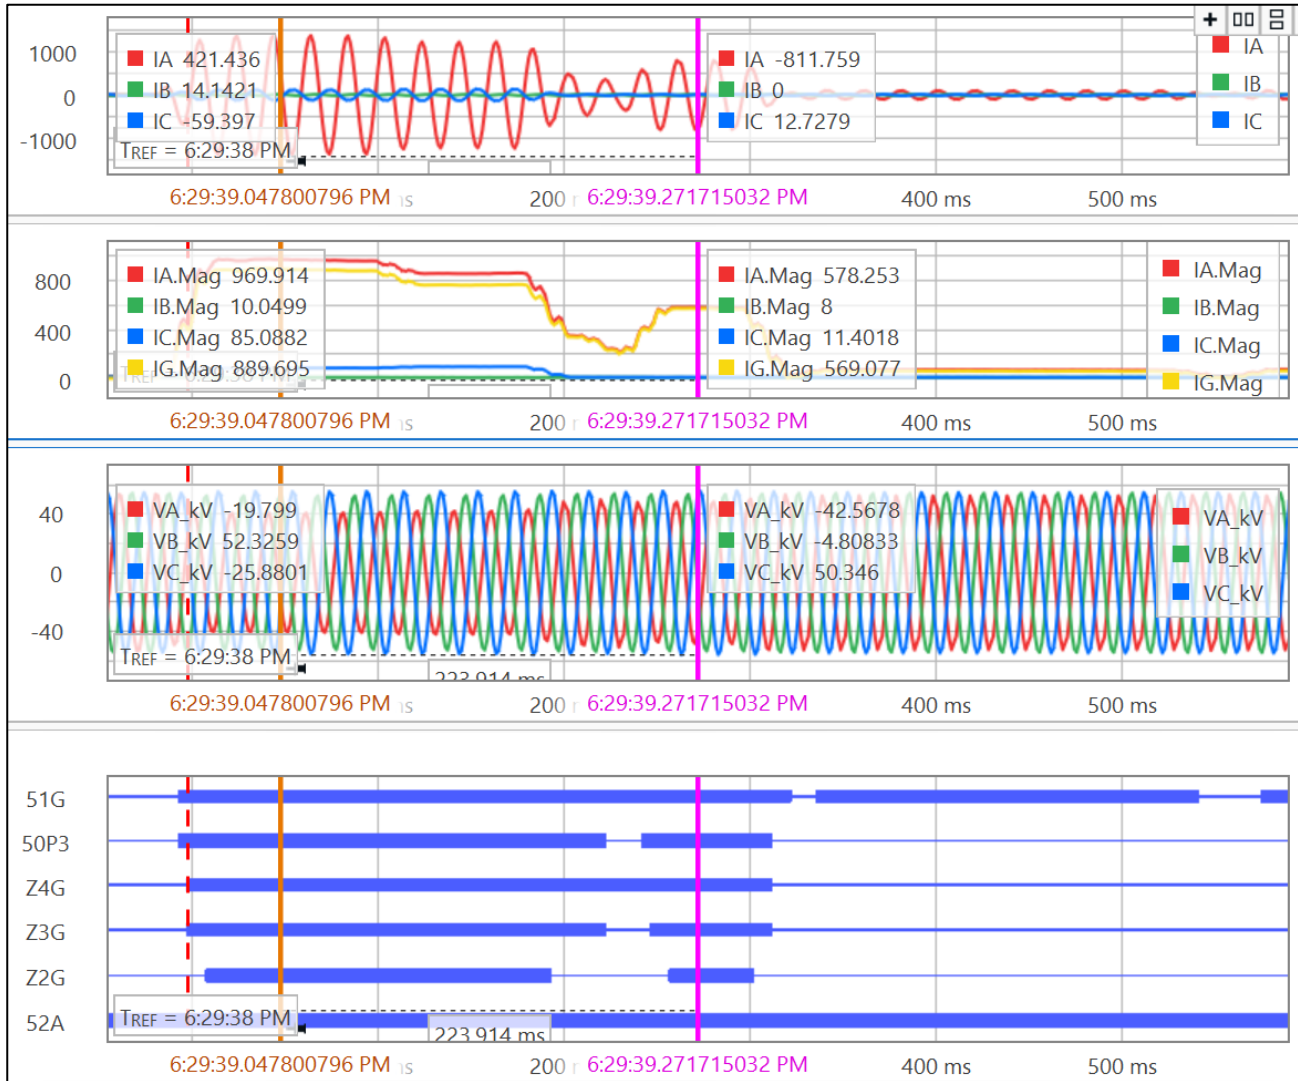 1000
0
-1000
IA 421.436
IB 14.1421
IC -59.397
TREF = 6:29:38 PM
IA -811.759
IB 0
IC 12.7279
IA
IB
IC
6:29:39.047800796 PM
200
6:29:39.271715032 PM
400 ms
500 ms
800
400
0
IA.Mag 969.914
IB.Mag 10.0499
IC.Mag 85.0882
IG.Mag 889.695
IA.Mag 578.253
IB.Mag 8
IC.Mag 11.4018
IG.Mag 569.077
IA.Mag
IB.Mag
IC.Mag
IG.Mag
6:29:39.047800796 PM
200
6:29:39.271715032 PM
400 ms
500 ms
40
0
-40
VA_kV -19.799
VB_kV 52.3259
VC_kV -25.8801
TREF = 6:29:38 PM
223.914 ms
VA_kV -42.5678
VB_kV -4.80833
VC_kV 50.346
VA_kV
VB_kV
VC_kV
6:29:39.047800796 PM
200
6:29:39.271715032 PM
400 ms
500 ms
51G
50P3
Z4G
Z3G
Z2G
52A
TREF = 6:29:38 PM
223.914 ms
6:29:39.047800796 PM
200
6:29:39.271715032 PM
400 ms
500 ms